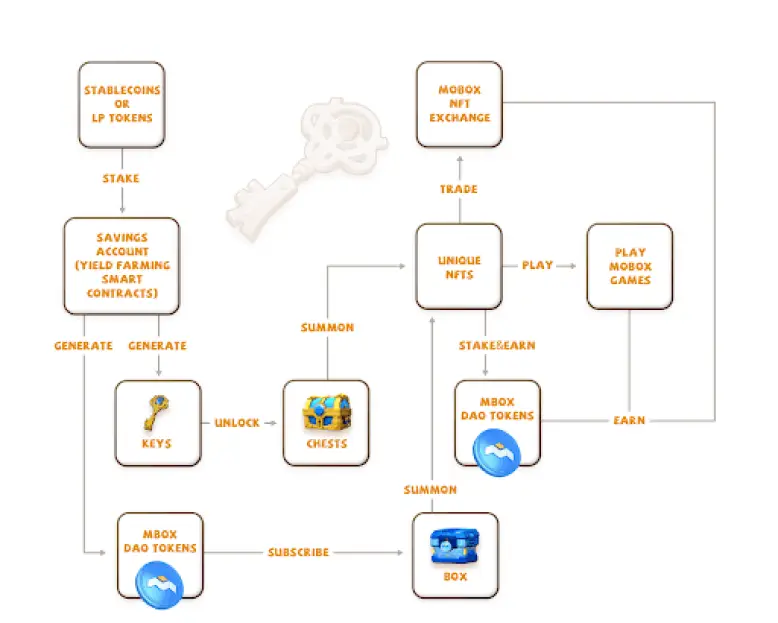 STABLECOINS
OR
LP TOKENS
MOBOX
NFT
EXCHANGE
STAKE
TRADE
SAVINGS
ACCOUNT
(YIELD FARMING
SMART
CONTRACTS)
UNIQUE
NFTS
PLAY
PLAY
MOBOX
GAMES
SUMMON
GENERATE
GENERATE
STAKE&EARN
KEYS
UNLOCK
CHESTS
MBOX
DAO TOKENS
EARN
SUMMON
MBOX
DAO TOKENS
SUBSCRIBE
BOX